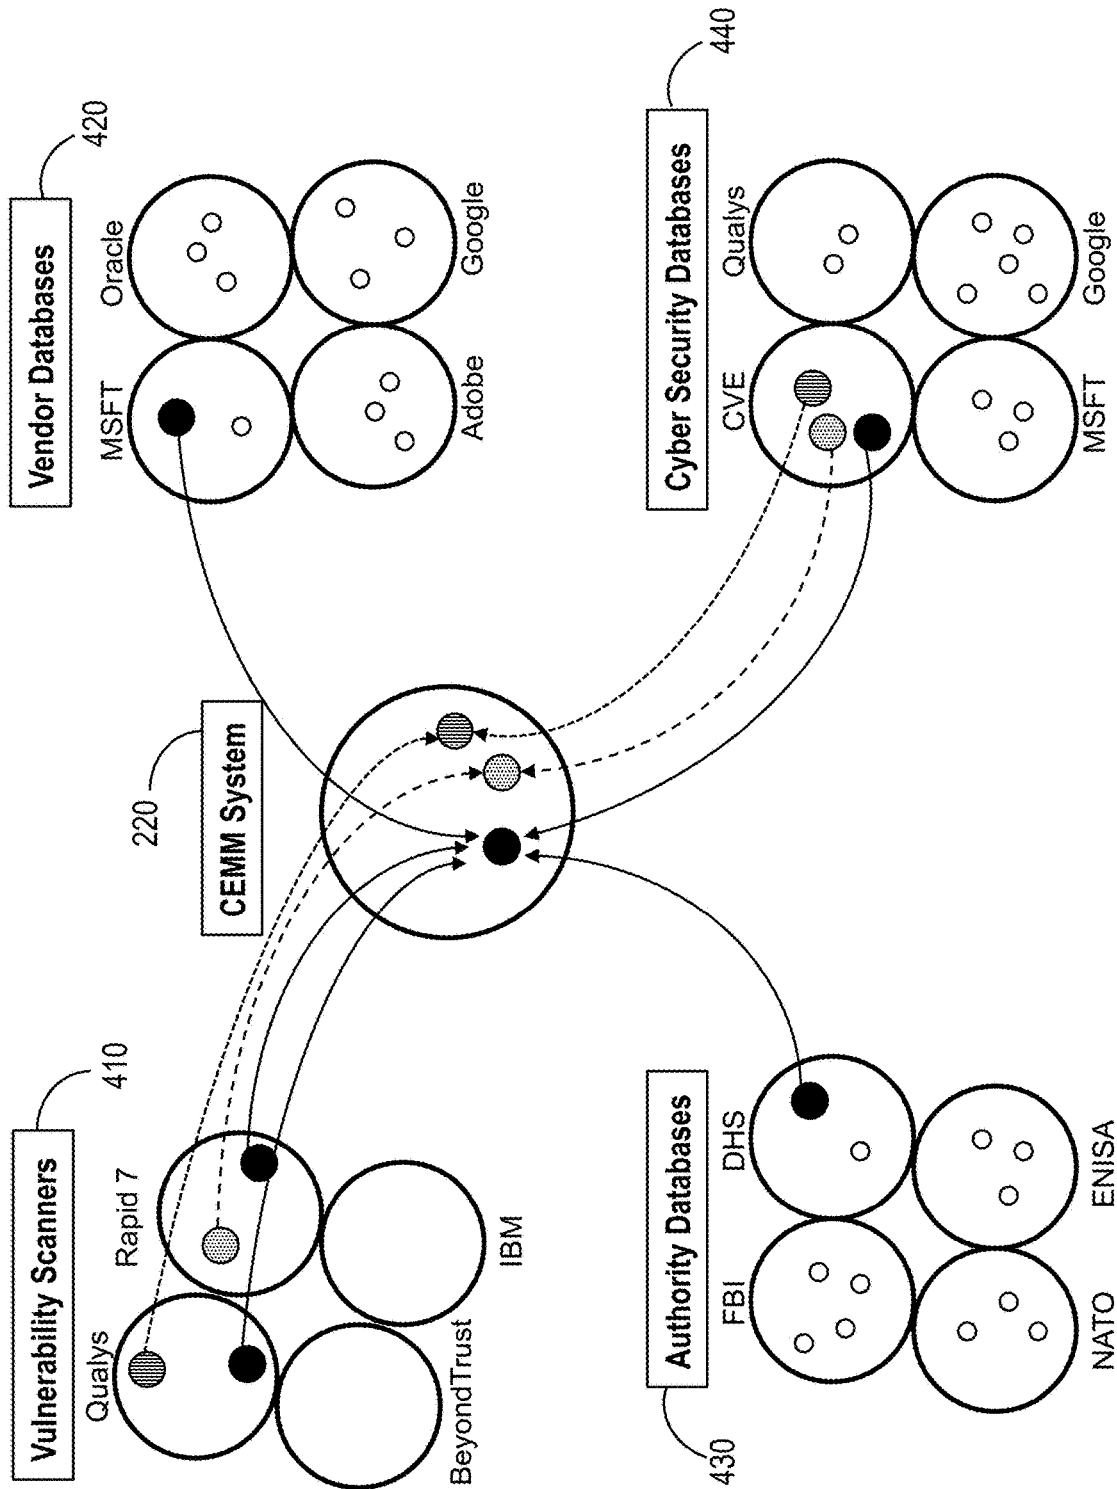 Vulnerability Scanners
410
Qualys
Rapid 7
BeyondTrust
IBM
CEMM System
220
Vendor Databases
420
MSFT
Oracle
Adobe
Google
Authority Databases
430
FBI
DHS
NATO
ENISA
Cyber Security Databases
440
CVE
Qualys
MSFT
Google